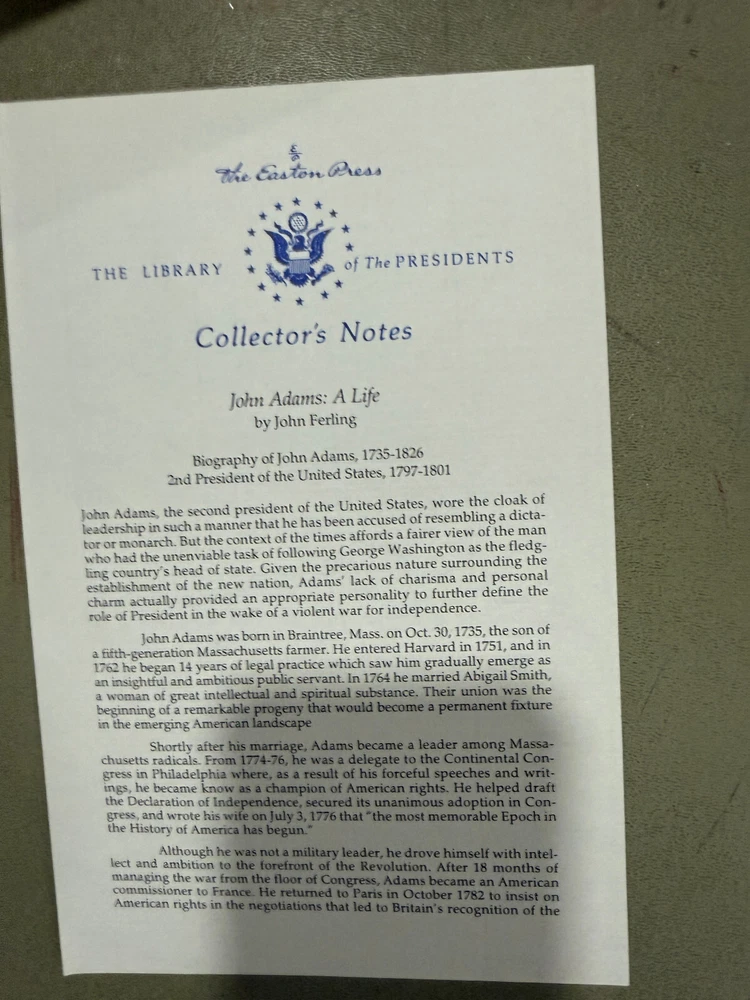 The Easton Press
THE LIBRARY of The PRESIDENTS
Collector's Notes
John Adams: A Life
by John Ferling
Biography of John Adams, 1735-1826
2nd President of the United States, 1797-1801
John Adams, the second president of the United States, wore the cloak of
leadership in such a manner that he has been accused of resembling a dicta-
tor or monarch. But the context of the times affords a fairer view of the man
who had the unenviable task of following George Washington as the fledg-
ling country's head of state. Given the precarious nature surrounding the
establishment of the new nation, Adams' lack of charisma and personal
charm actually provided an appropriate personality to further define the
role of President in the wake of a violent war for independence.
John Adams was born in Braintree, Mass. on Oct. 30, 1735, the son of
a fifth-generation Massachusetts farmer. He entered Harvard in 1751, and in
1762 he began 14 years of legal practice which saw him gradually emerge as
an insightful and ambitious public servant. In 1764 he married Abigail Smith,
a woman of great intellectual and spiritual substance. Their union was the
beginning of a remarkable progeny that would become a permanent fixture
in the emerging American landscape
Shortly after his marriage, Adams became a leader among Massa-
chusetts radicals. From 1774-76, he was a delegate to the Continental Con-
gress in Philadelphia where, as a result of his forceful speeches and writ-
ings, he became know as a champion of American rights. He helped draft
the Declaration of Independence, secured its unanimous adoption in Con-
gress, and wrote his wife on July 3, 1776 that "the most memorable Epoch in
the History of America has begun."
Although he was not a military leader, he drove himself with intel-
lect and ambition to the forefront of the Revolution. After 18 months of
managing the war from the floor of Congress, Adams became an American
commissioner to France. He returned to Paris in October 1782 to insist on
American rights in the negotiations that led to Britain's recognition of the